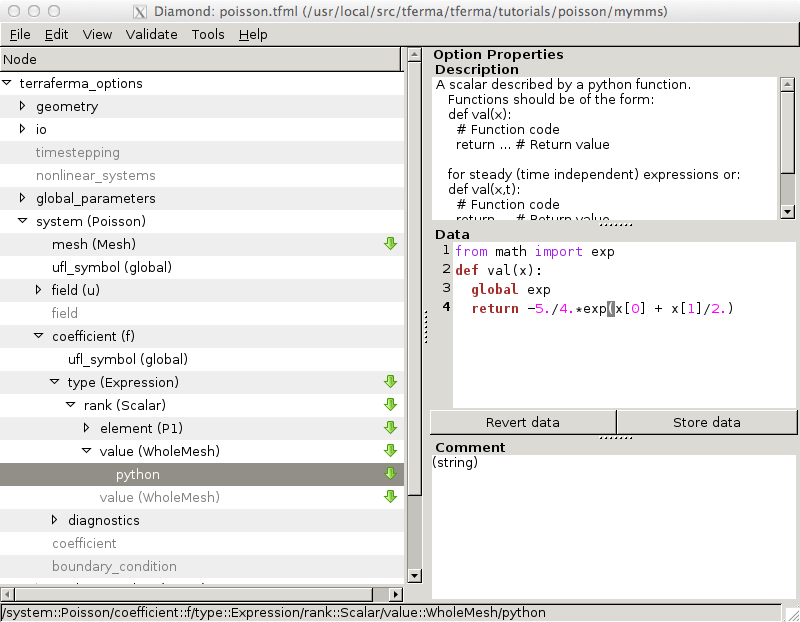 Diamond: poisson.tfml (/usr/local/src/tferma/tferma/tutorials/poisson/mymms)
File Edit View Validate Tools Help
Node
terraferma_options
geometry
io
timestepping
nonlinear_systems
global_parameters
system (Poisson)
mesh (Mesh)
ufl_symbol (global)
field (u)
field
coefficient (f)
ufl_symbol (global)
type (Expression)
rank (Scalar)
element (P1)
value (WholeMesh)
python
value (WholeMesh)
diagnostics
coefficient
boundary_condition
Option Properties
Description
A scalar described by a python function.
Functions should be of the form:
def val(x):
# Function code
return ... # Return value
for steady (time independent) expressions or:
def val(x,t):
# Function code
return ... # Return value
Data
1 from math import exp
2 def val(x):
3 global exp
4 return -5./4.*exp(x[0] + x[1]/2.)
Revert data Store data
Comment
(string)
/system::Poisson/coefficient::f/type::Expression/rank::Scalar/value::WholeMesh/python